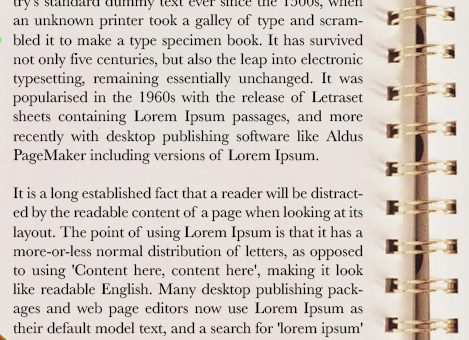 try's standard dummy text ever since the 1500s, when
an unknown printer took a galley of type and scram-
bled it to make a type specimen book. It has survived
not only five centuries, but also the leap into electronic
typesetting, remaining essentially unchanged. It was
popularised in the 1960s with the release of Letraset
sheets containing Lorem Ipsum passages, and more
recently with desktop publishing software like Aldus
PageMaker including versions of Lorem Ipsum.
It is a long established fact that a reader will be distract-
ed by the readable content of a page when looking at its
layout. The point of using Lorem Ipsum is that it has a
more-or-less normal distribution of letters, as opposed
to using 'Content here, content here', making it look
like readable English. Many desktop publishing pack-
ages and web page editors now use Lorem Ipsum as
their default model text, and a search for 'lorem ipsum'